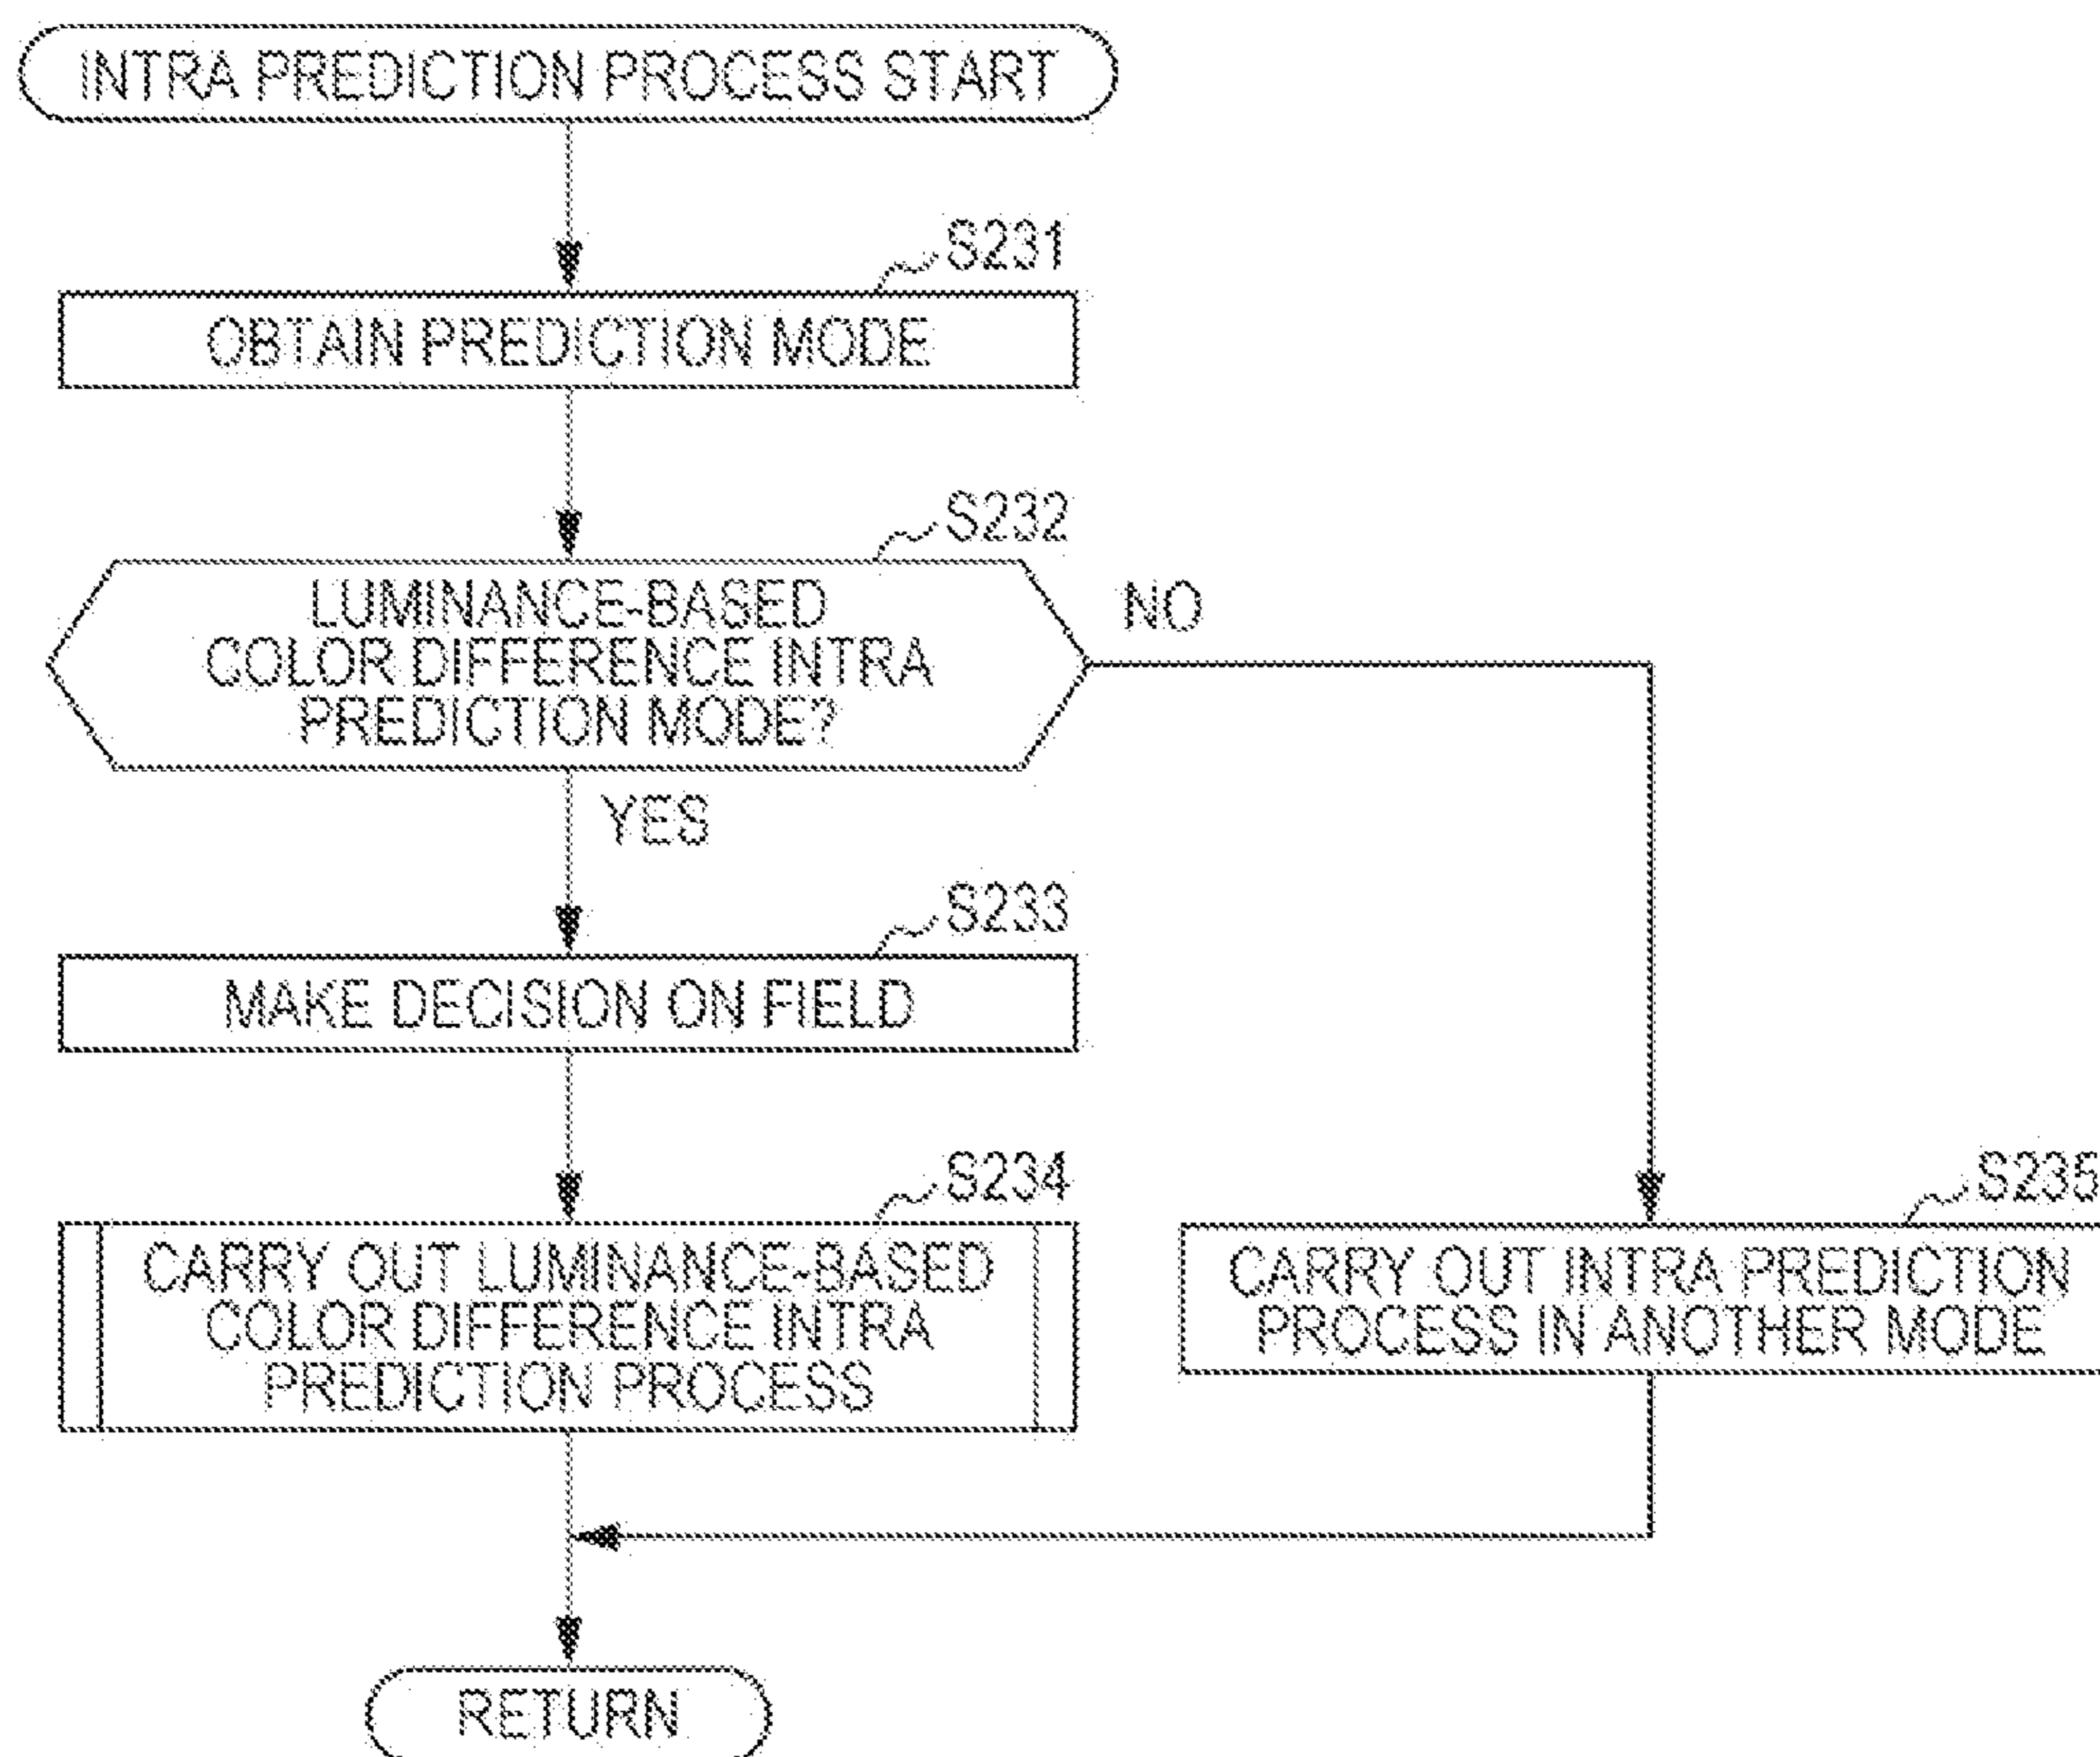 INTRA PREDICTION PROCESS START
S231
OBTAIN PREDICTION MODE
S232
LUMINANCE-BASED
COLOR DIFFERENCE INTRA
PREDICTION MODE?
NO
YES
S233
MAKE DECISION ON FIELD
S234
CARRY OUT LUMINANCE-BASED
COLOR DIFFERENCE INTRA
PREDICTION PROCESS
S235
CARRY OUT INTRA PREDICTION
PROCESS IN ANOTHER MODE
RETURN